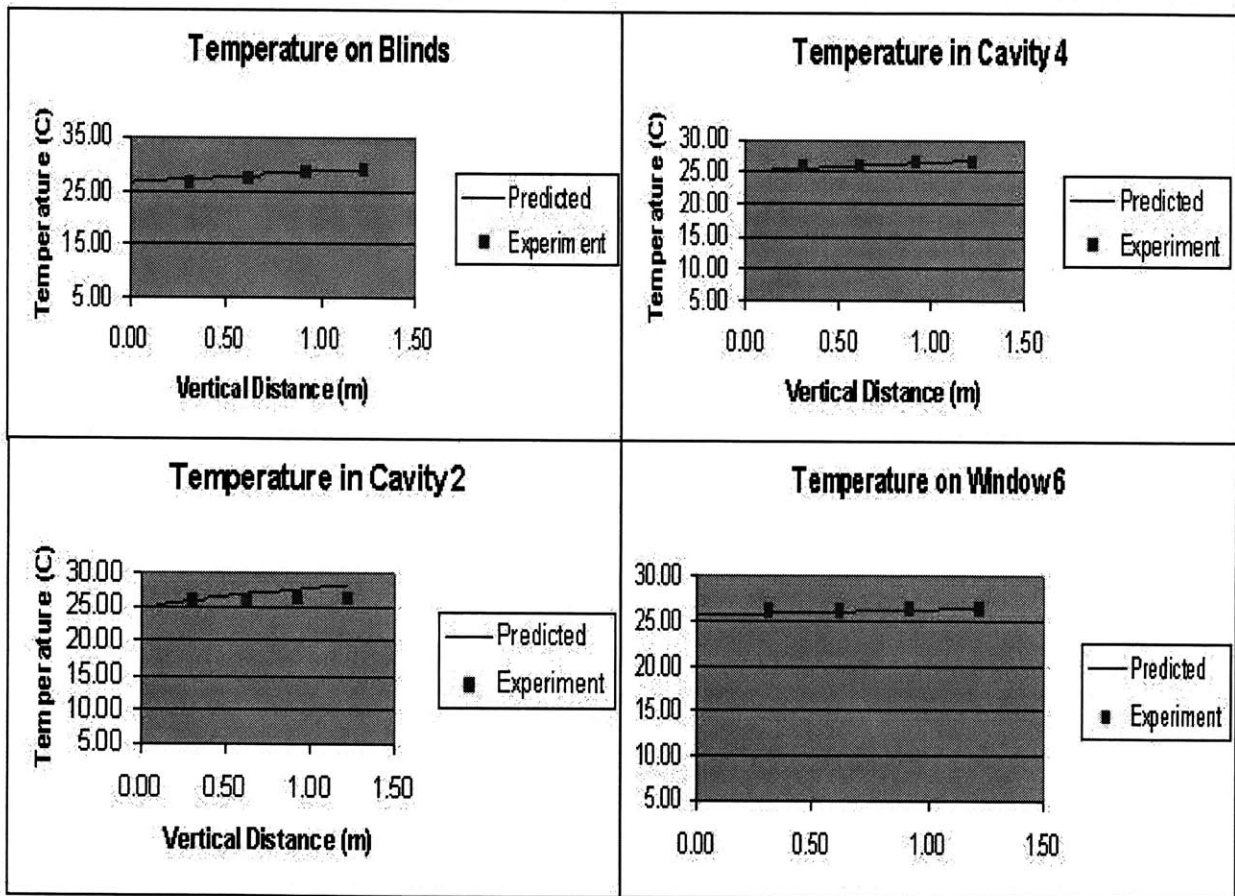 Temperature on Blinds
Temperature (C)
35.00
25.00
15.00
5.00
0.00 0.50 1.00 1.50
Vertical Distance (m)
Predicted
Experiment
Temperature in Cavity 4
Temperature (C)
30.00
25.00
20.00
15.00
10.00
5.00
0.00 0.50 1.00 1.50
Vertical Distance (m)
Predicted
Experiment
Temperature in Cavity 2
Temperature (C)
30.00
25.00
20.00
15.00
10.00
5.00
0.00 0.50 1.00 1.50
Vertical Distance (m)
Predicted
Experiment
Temperature on Window 6
30.00
25.00
20.00
15.00
10.00
5.00
0.00 0.50 1.00 1.50
Predicted
Experiment